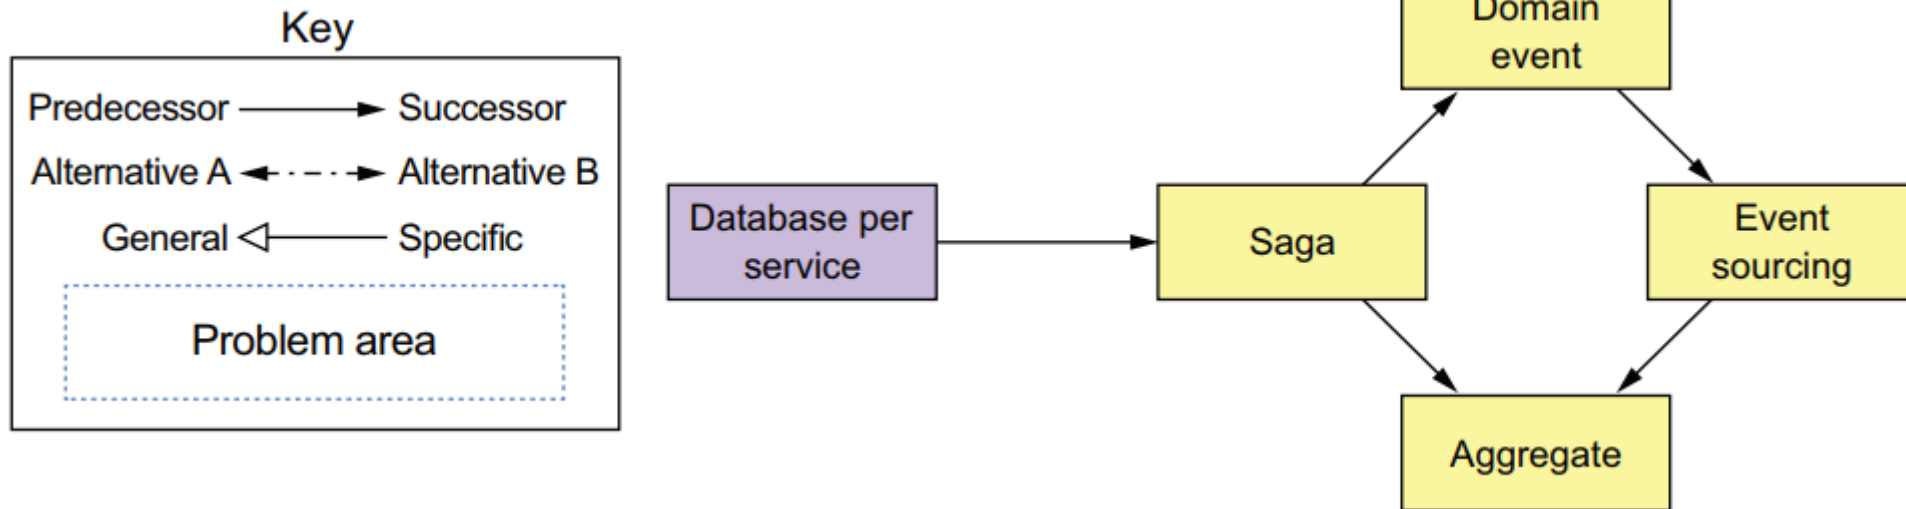 Key
Predecessor
Successor
Alternative A
Alternative B
General
Specific
Problem area
Database per
service
Saga
Domain
event
Event
sourcing
Aggregate